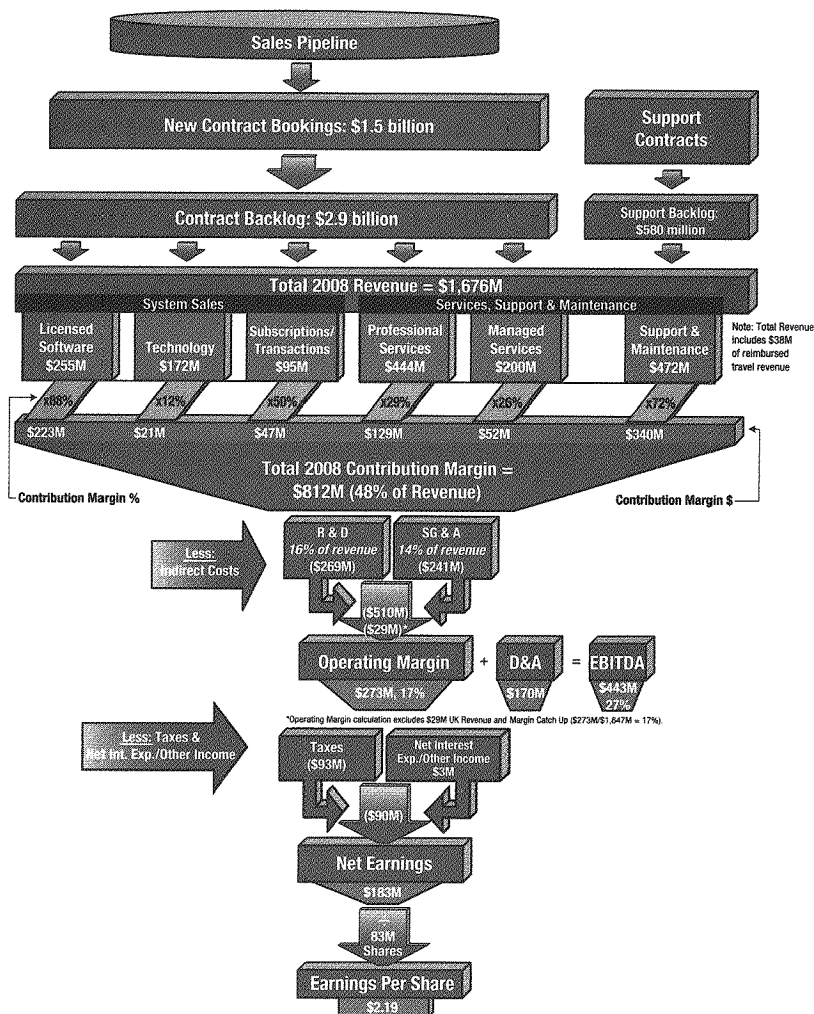 Sales Pipeline
New Contract Bookings: $1.5 billion
Support
Contracts
Contract Backlog: $2.9 billion
Support Backlog:
$580 million
Total 2008 Revenue = $1,676M
System Sales
Services, Support & Maintenance
Licensed
Software
$255M
Technology
$172M
Subscriptions/
Transactions
$95M
Professional
Services
$444M
Managed
Services
$200M
Support &
Maintenance
$472M
Note: Total Revenue
includes $38M
of reimbursed
travel revenue
x88%
x12%
x50%
x29%
x26%
x72%
$223M
$21M
$47M
$129M
$52M
$340M
Total 2008 Contribution Margin =
$812M (48% of Revenue)
Contribution Margin %
Contribution Margin $
Less:
Indirect Costs
R & D
16% of revenue
($269M)
SG & A
14% of revenue
($241M)
($510M)
($29M)*
Operating Margin
$273M, 17%
+
D&A
$170M
=
EBITDA
$443M
27%
*Operating Margin calculation excludes $29M UK Revenue and Margin Catch Up ($273M/$1,647M = 17%).
Less: Taxes &
Net Int. Exp./Other Income
Taxes
($93M)
Net Interest
Exp./Other Income
$3M
($90M)
Net Earnings
$183M
÷
83M
Shares
Earnings Per Share
$2.19